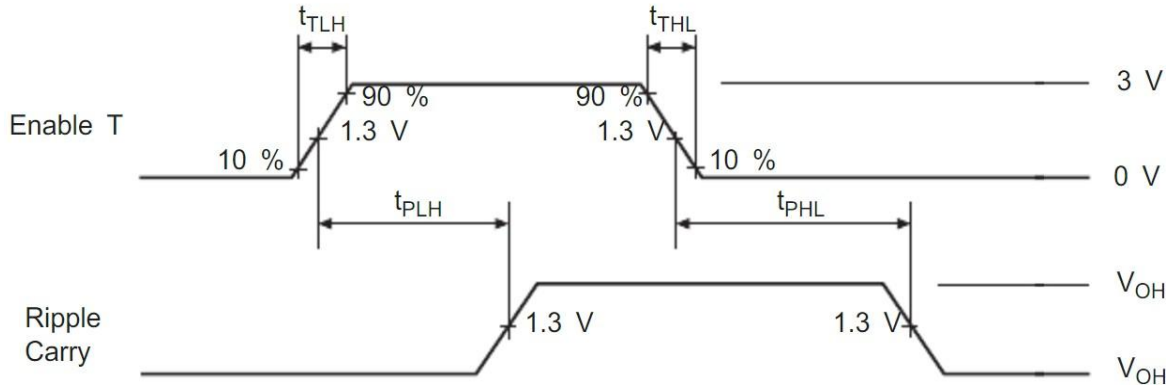 tTLH
tTHL
90 %
90 %
3 V
Enable T
1.3 V
1.3 V
10 %
10 %
0 V
tPLH
tPHL
VOH
Ripple
Carry
1.3 V
1.3 V
VOH